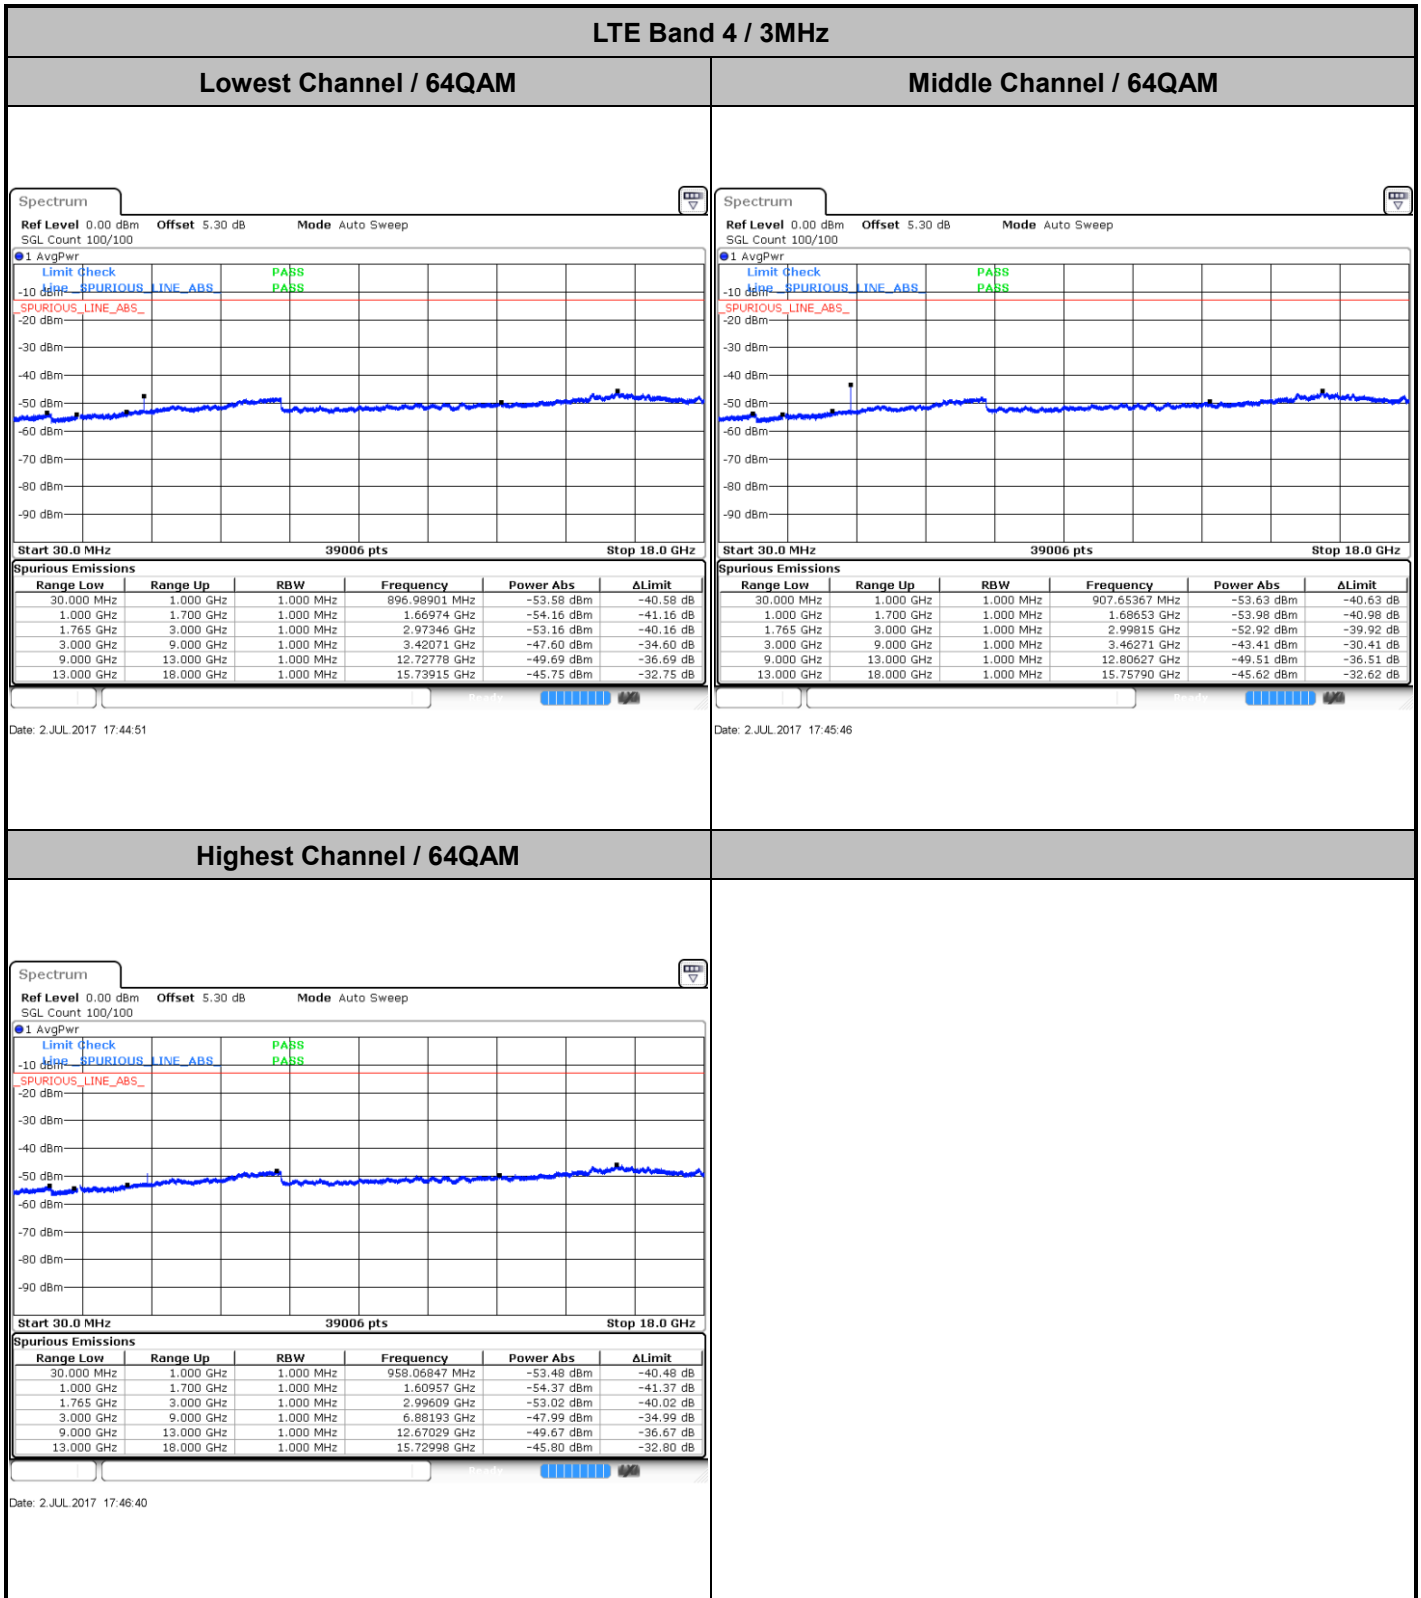 LTE Band 4 / 3MHz
Lowest Channel / 64QAM
Middle Channel / 64QAM
Spectrum
Ref Level 0.00 dBm Offset 5.30 dB Mode Auto Sweep
SGL Count 100/100
1 AvgPwr
Limit Check PASS
Line _SPURIOUS_LINE_ABS_ PASS
-10 dBm
_SPURIOUS_LINE_ABS_
-20 dBm
-30 dBm
-40 dBm
-50 dBm
-60 dBm
-70 dBm
-80 dBm
-90 dBm
Start 30.0 MHz 39006 pts Stop 18.0 GHz
Spurious Emissions
Range Low Range Up RBW Frequency Power Abs ΔLimit
30.000 MHz 1.000 GHz 1.000 MHz 896.98901 MHz -53.58 dBm -40.58 dB
1.000 GHz 1.700 GHz 1.000 MHz 1.66974 GHz -54.16 dBm -41.16 dB
1.765 GHz 3.000 GHz 1.000 MHz 2.97346 GHz -53.16 dBm -40.16 dB
3.000 GHz 9.000 GHz 1.000 MHz 3.42071 GHz -47.60 dBm -34.60 dB
9.000 GHz 13.000 GHz 1.000 MHz 12.72778 GHz -49.69 dBm -36.69 dB
13.000 GHz 18.000 GHz 1.000 MHz 15.73915 GHz -45.75 dBm -32.75 dB
Ready
Date: 2.JUL.2017 17:44:51
Spectrum
Ref Level 0.00 dBm Offset 5.30 dB Mode Auto Sweep
SGL Count 100/100
1 AvgPwr
Limit Check PASS
Line _SPURIOUS_LINE_ABS_ PASS
-10 dBm
_SPURIOUS_LINE_ABS_
-20 dBm
-30 dBm
-40 dBm
-50 dBm
-60 dBm
-70 dBm
-80 dBm
-90 dBm
Start 30.0 MHz 39006 pts Stop 18.0 GHz
Spurious Emissions
Range Low Range Up RBW Frequency Power Abs ΔLimit
30.000 MHz 1.000 GHz 1.000 MHz 907.65367 MHz -53.63 dBm -40.63 dB
1.000 GHz 1.700 GHz 1.000 MHz 1.68653 GHz -53.98 dBm -40.98 dB
1.765 GHz 3.000 GHz 1.000 MHz 2.99815 GHz -52.92 dBm -39.92 dB
3.000 GHz 9.000 GHz 1.000 MHz 3.46271 GHz -43.41 dBm -30.41 dB
9.000 GHz 13.000 GHz 1.000 MHz 12.80627 GHz -49.51 dBm -36.51 dB
13.000 GHz 18.000 GHz 1.000 MHz 15.75790 GHz -45.62 dBm -32.62 dB
Ready
Date: 2.JUL.2017 17:45:46
Highest Channel / 64QAM
Spectrum
Ref Level 0.00 dBm Offset 5.30 dB Mode Auto Sweep
SGL Count 100/100
1 AvgPwr
Limit Check PASS
Line _SPURIOUS_LINE_ABS_ PASS
-10 dBm
_SPURIOUS_LINE_ABS_
-20 dBm
-30 dBm
-40 dBm
-50 dBm
-60 dBm
-70 dBm
-80 dBm
-90 dBm
Start 30.0 MHz 39006 pts Stop 18.0 GHz
Spurious Emissions
Range Low Range Up RBW Frequency Power Abs ΔLimit
30.000 MHz 1.000 GHz 1.000 MHz 958.06847 MHz -53.48 dBm -40.48 dB
1.000 GHz 1.700 GHz 1.000 MHz 1.60957 GHz -54.37 dBm -41.37 dB
1.765 GHz 3.000 GHz 1.000 MHz 2.99609 GHz -53.02 dBm -40.02 dB
3.000 GHz 9.000 GHz 1.000 MHz 6.88193 GHz -47.99 dBm -34.99 dB
9.000 GHz 13.000 GHz 1.000 MHz 12.67029 GHz -49.67 dBm -36.67 dB
13.000 GHz 18.000 GHz 1.000 MHz 15.72998 GHz -45.80 dBm -32.80 dB
Ready
Date: 2.JUL.2017 17:46:40